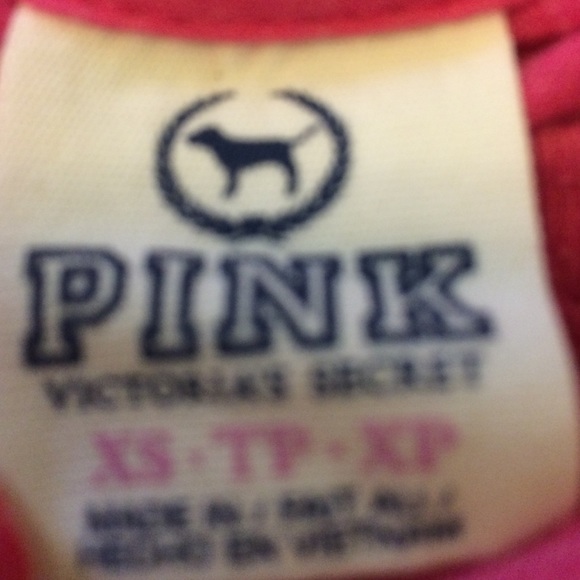 PINK
VICTORIA'S SECRET
XS · TP · XP
MADE IN / FAIT AU /
HECHO EN VIETNAM